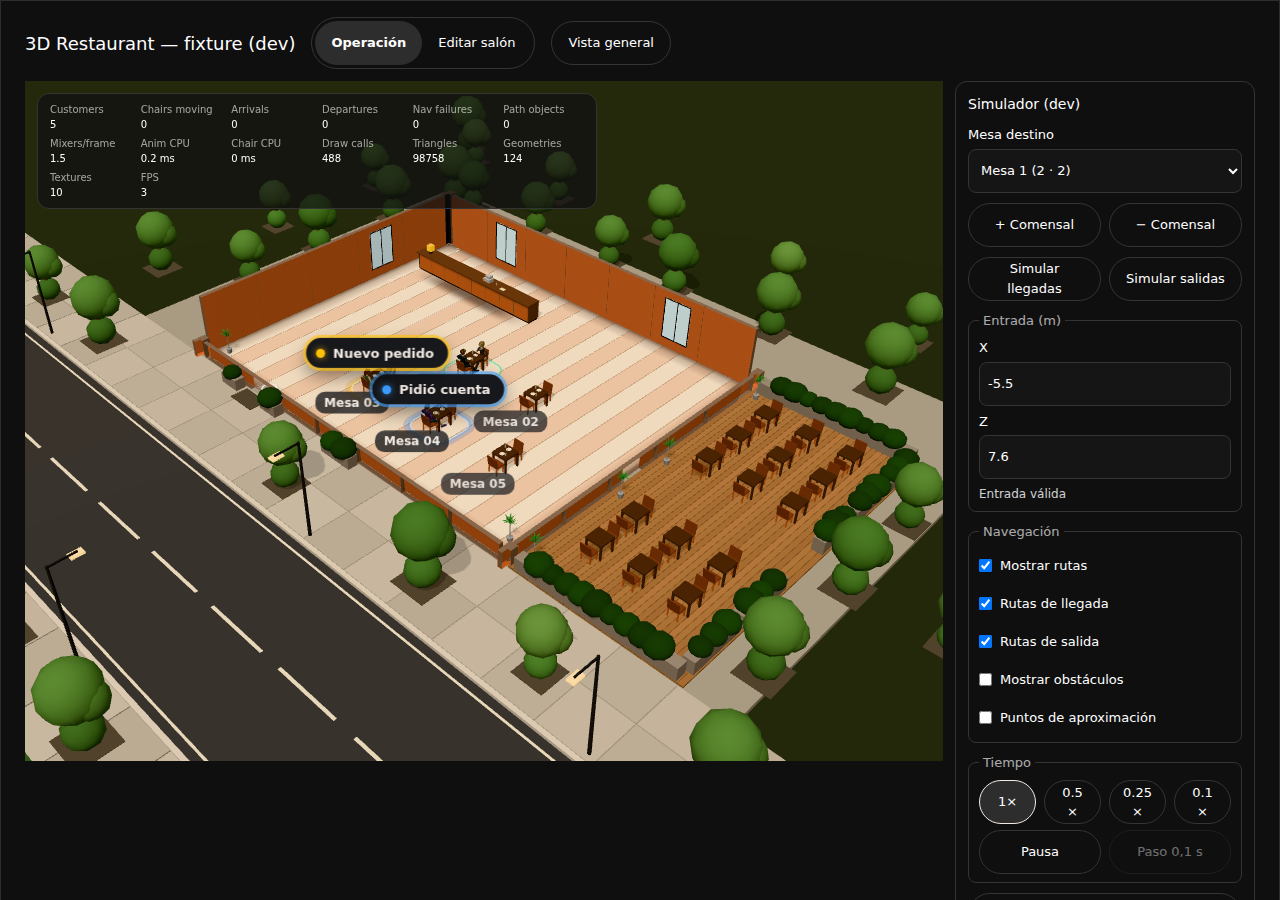 3D Restaurant — fixture (dev)
Operación
Editar salón
Vista general
Customers
5
Chairs moving
0
Arrivals
0
Departures
0
Nav failures
0
Path objects
0
Mixers/frame
1.5
Anim CPU
0.2 ms
Chair CPU
0 ms
Draw calls
488
Triangles
98758
Geometries
124
Textures
10
FPS
3
Nuevo pedido
Pidió cuenta
Mesa 03
Mesa 02
Mesa 04
Mesa 05
Simulador (dev)
Mesa destino
Mesa 1 (2 · 2)
+ Comensal
− Comensal
Simular
llegadas
Simular salidas
Entrada (m)
X
-5.5
Z
7.6
Entrada válida
Navegación
Mostrar rutas
Rutas de llegada
Rutas de salida
Mostrar obstáculos
Puntos de aproximación
Tiempo
1×
0.5
×
0.25
×
0.1
×
Pausa
Paso 0,1 s